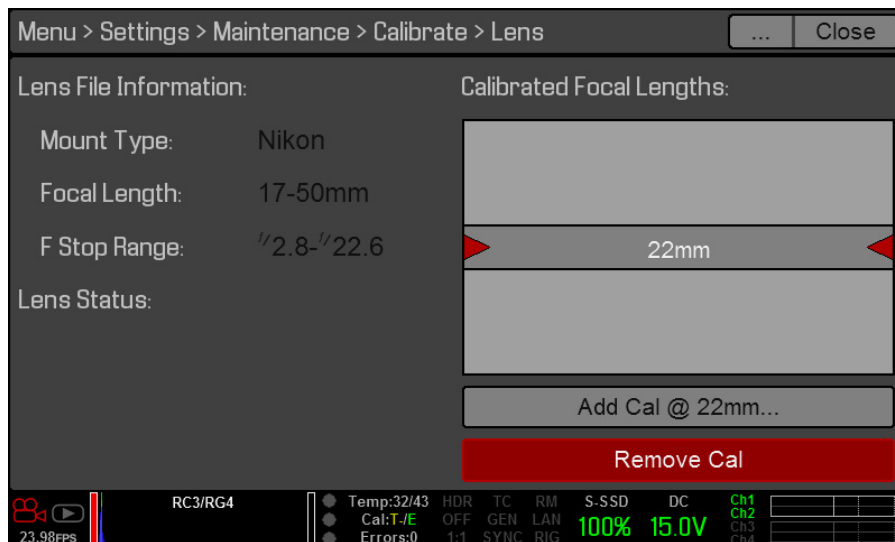 Menu > Settings > Maintenance > Calibrate > Lens
... Close
Lens File Information:
Calibrated Focal Lengths:
Mount Type: Nikon
Focal Length: 17-50mm
F Stop Range: f/2.8-f/22.6
Lens Status:
22mm
Add Cal @ 22mm...
Remove Cal
RC3/RG4
23.98FPS
Temp:32/43
Cal:T-/E
Errors:0
HDR TC RM
OFF GEN LAN
1:1 SYNC RIG
S-SSD DC
100% 15.0V
Ch1
Ch2
Ch3
Ch4